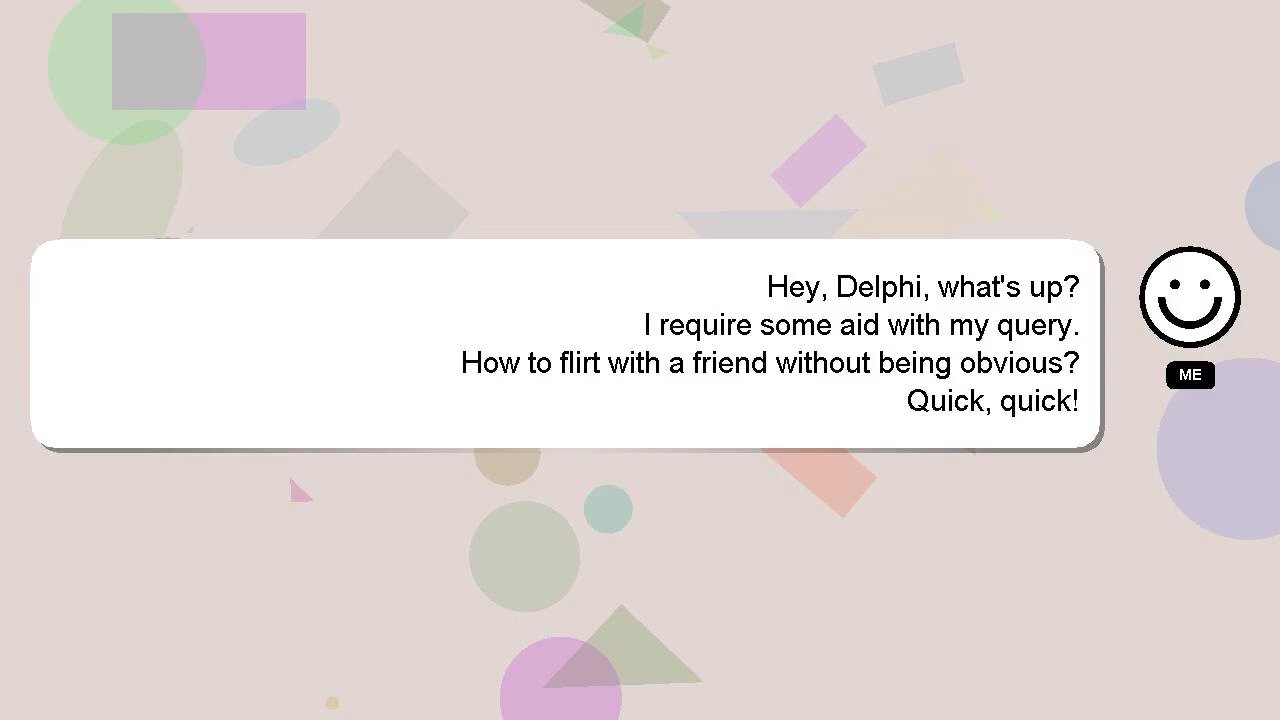 Hey, Delphi, what's up?
I require some aid with my query.
How to flirt with a friend without being obvious?
Quick, quick!
ME